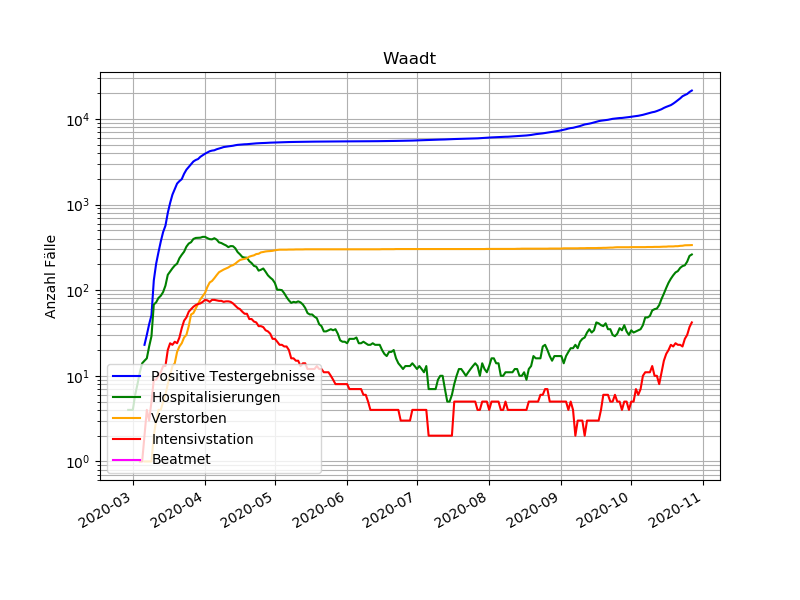 Waadt
Anzahl Fälle
10⁴
10³
10²
10¹
10⁰
Positive Testergebnisse
Hospitalisierungen
Verstorben
Intensivstation
Beatmet
2020-03
2020-04
2020-05
2020-06
2020-07
2020-08
2020-09
2020-10
2020-11